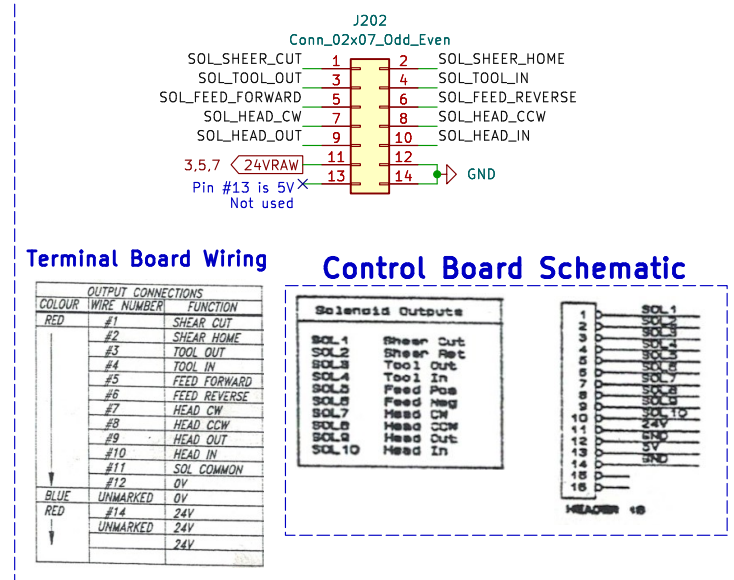 J202
Conn_02x07_Odd_Even
SOL_SHEER_CUT 1 2 SOL_SHEER_HOME
SOL_TOOL_OUT 3 4 SOL_TOOL_IN
SOL_FEED_FORWARD 5 6 SOL_FEED_REVERSE
SOL_HEAD_CW 7 8 SOL_HEAD_CCW
SOL_HEAD_OUT 9 10 SOL_HEAD_IN
3,5,7 24VRAW 11 12
GND
Pin #13 is 5V 13 14
Not used
Terminal Board Wiring
OUTPUT CONNECTIONS
COLOUR WIRE NUMBER FUNCTION
RED #1 SHEAR CUT
#2 SHEAR HOME
#3 TOOL OUT
#4 TOOL IN
#5 FEED FORWARD
#6 FEED REVERSE
#7 HEAD CW
#8 HEAD CCW
#9 HEAD OUT
#10 HEAD IN
#11 SOL COMMON
#12 0V
BLUE UNMARKED 0V
RED #14 24V
UNMARKED 24V
24V
Control Board Schematic
Solenoid Outputs
SOL1 Shear Cut
SOL2 Shear Ret
SOL3 Tool Out
SOL4 Tool In
SOL5 Feed Pos
SOL6 Feed Neg
SOL7 Head CW
SOL8 Head CCW
SOL9 Head Out
SOL10 Head In
1 SOL1
2 SOL2
3 SOL3
4 SOL4
5 SOL5
6 SOL6
7 SOL7
8 SOL8
9 SOL9
10 SOL10
11 24V
12 GND
13 5V
14 GND
15
16
HEADER 16